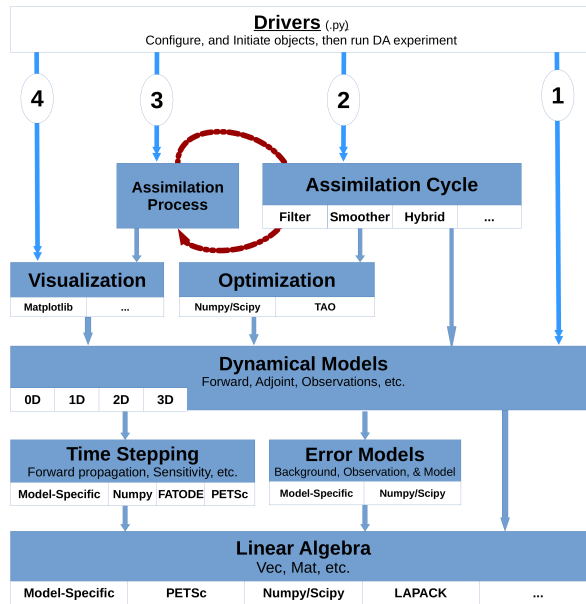 Drivers (.py)
Configure, and Initiate objects, then run DA experiment
4
3
2
1
Assimilation
Process
Assimilation Cycle
Filter
Smoother
Hybrid
...
Visualization
Matplotlib
...
Optimization
Numpy/Scipy
TAO
Dynamical Models
Forward, Adjoint, Observations, etc.
0D
1D
2D
3D
Time Stepping
Forward propagation, Sensitivity, etc.
Model-Specific
Numpy
FATODE
PETSc
Error Models
Background, Observation, & Model
Model-Specific
Numpy/Scipy
Linear Algebra
Vec, Mat, etc.
Model-Specific
PETSc
Numpy/Scipy
LAPACK
...